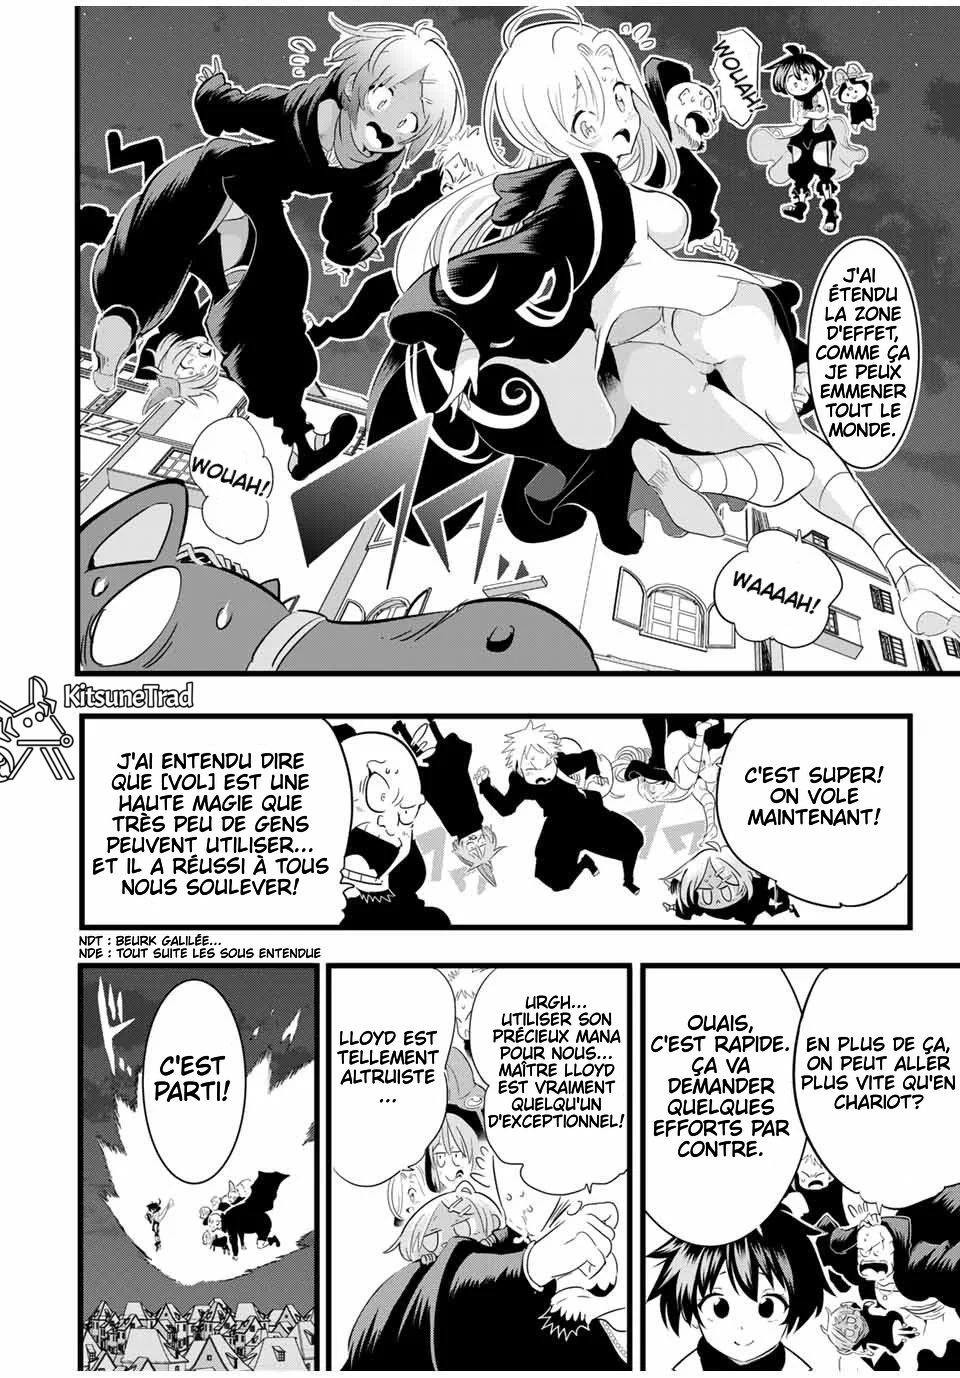 WOUAH!
J'AI
ÉTENDU
LA ZONE
D'EFFET,
COMME ÇA
JE PEUX
EMMENER
TOUT LE
MONDE.
WOUAH!
WAAAAH!
KitsuneTrad
C'EST SUPER!
ON VOLE
MAINTENANT!
J'AI ENTENDU DIRE
QUE [VOL] EST UNE
HAUTE MAGIE QUE
TRÈS PEU DE GENS
PEUVENT UTILISER...
ET IL A RÉUSSI À TOUS
NOUS SOULEVER!
NDT : BEURK GALILÉE...
NDE : TOUT SUITE LES SOUS ENTENDUE
EN PLUS DE ÇA,
ON PEUT ALLER
PLUS VITE QU'EN
CHARIOT?
OUAIS,
C'EST RAPIDE.
ÇA VA
DEMANDER
QUELQUES
EFFORTS PAR
CONTRE.
URGH...
UTILISER SON
PRÉCIEUX MANA
POUR NOUS...
MAÎTRE LLOYD
EST VRAIMENT
QUELQU'UN
D'EXCEPTIONNEL!
LLOYD EST
TELLEMENT
ALTRUISTE
...
C'EST
PARTI!